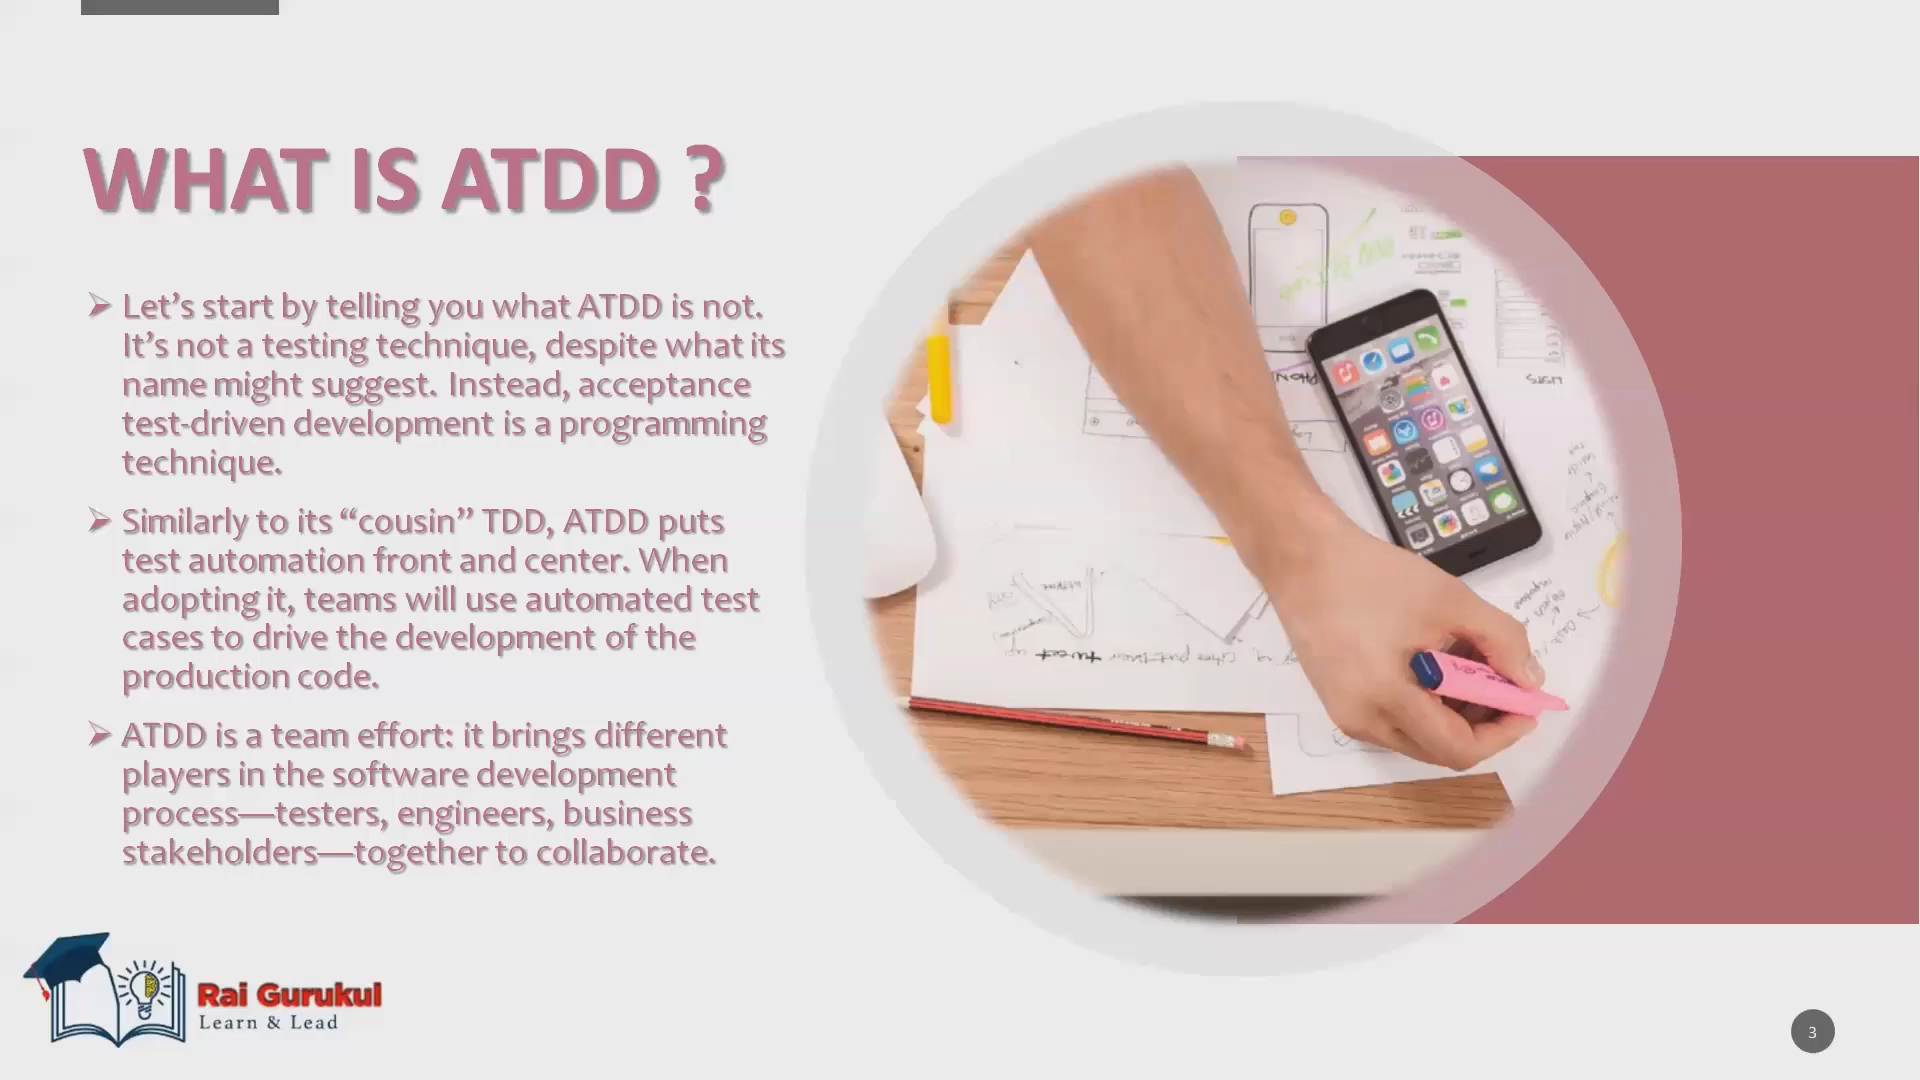 WHAT IS ATDD ?
➢ Let’s start by telling you what ATDD is not.
It’s not a testing technique, despite what its
name might suggest. Instead, acceptance
test-driven development is a programming
technique.
➢ Similarly to its “cousin” TDD, ATDD puts
test automation front and center. When
adopting it, teams will use automated test
cases to drive the development of the
production code.
➢ ATDD is a team effort: it brings different
players in the software development
process—testers, engineers, business
stakeholders—together to collaborate.
LISTS
tweet up
Rai Gurukul
Learn & Lead
3